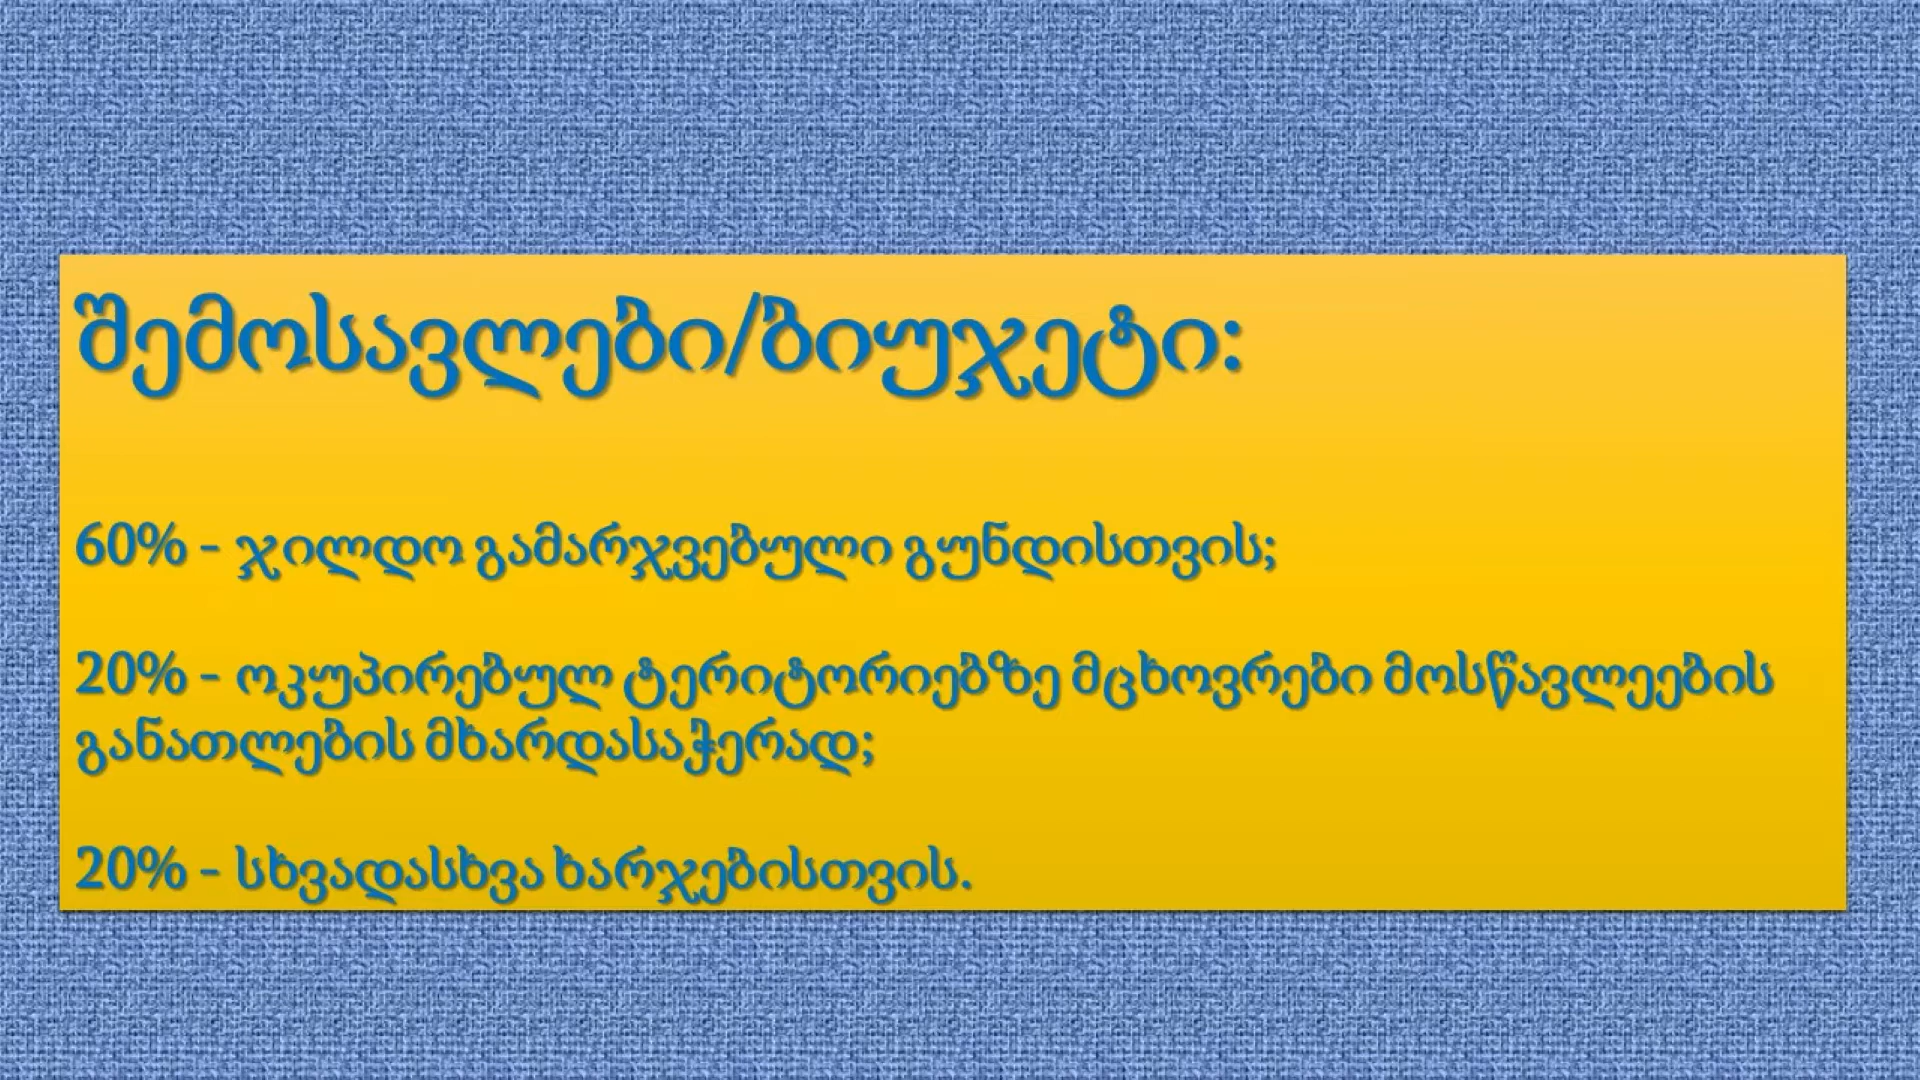 შემოსავლები/ბიუჯეტი:
60% - ჯილდო გამარჯვებული გუნდისთვის;
20% - ოკუპირებულ ტერიტორიებზე მცხოვრები მოსწავლეების
განათლების მხარდასაჭერად;
20% - სხვადასხვა ხარჯებისთვის.